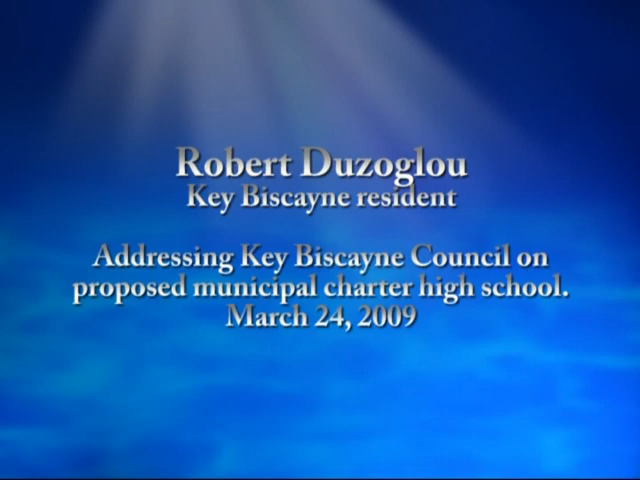 Robert Duzoglou
Key Biscayne resident
Addressing Key Biscayne Council on
proposed municipal charter high school.
March 24, 2009